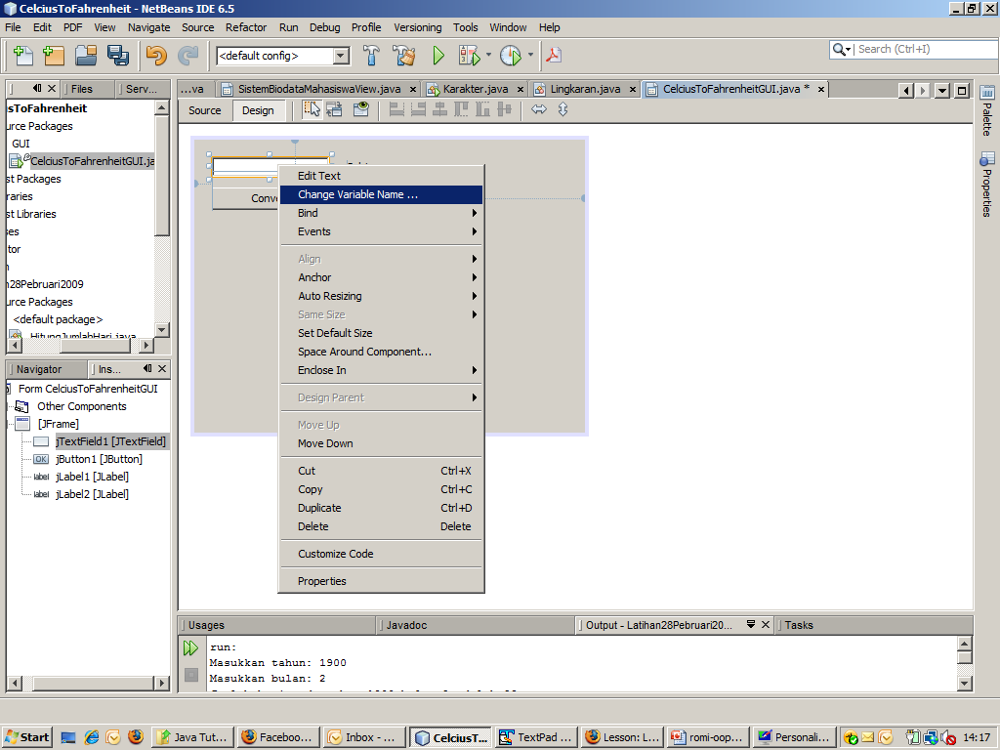 CelciusToFahrenheit - NetBeans IDE 6.5
File Edit PDF View Navigate Source Refactor Run Debug Profile Versioning Tools Window Help
<default config>
Search (Ctrl+I)
Files Serv...
...va SistemBiodataMahasiswaView.java Karakter.java Lingkaran.java CelciusToFahrenheitGUI.java *
Source Design
Palette
Properties
usToFahrenheit
urce Packages
GUI
CelciusToFahrenheitGUI.ja
st Packages
raries
st Libraries
ses
tor
n28Pebruari2009
urce Packages
<default package>
HitungJumlahHari.java
Conve
Edit Text
Change Variable Name ...
Bind
Events
Align
Anchor
Auto Resizing
Same Size
Set Default Size
Space Around Component...
Enclose In
Design Parent
Move Up
Move Down
Cut Ctrl+X
Copy Ctrl+C
Duplicate Ctrl+D
Delete Delete
Customize Code
Properties
Navigator Ins...
Form CelciusToFahrenheitGUI
Other Components
[JFrame]
jTextField1 [JTextField]
OK jButton1 [JButton]
label jLabel1 [JLabel]
label jLabel2 [JLabel]
Usages Javadoc Output - Latihan28Pebruari20... Tasks
run:
Masukkan tahun: 1900
Masukkan bulan: 2
Start Java Tut... Faceboo... Inbox - ... CelciusT... TextPad ... Lesson: L... romi-oop... Personali... 14:17